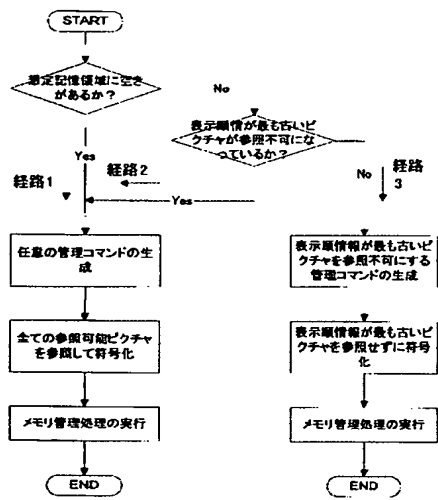 START
想定記憶領域に空き
があるか?
No
表示順情が最も古いピ
クチャが参照不可にな
っているか?
Yes
経路2
経路1
Yes
No
経路
3
任意の管理コマンドの生
成
表示順情報が最も古いピ
クチャを参照不可にする
管理コマンドの生成
全ての参照可能ピクチャ
を参照して符号化
表示順情報が最も古いピ
クチャを参照せずに符号
化
メモリ管理処理の実行
メモリ管理処理の実行
END
END